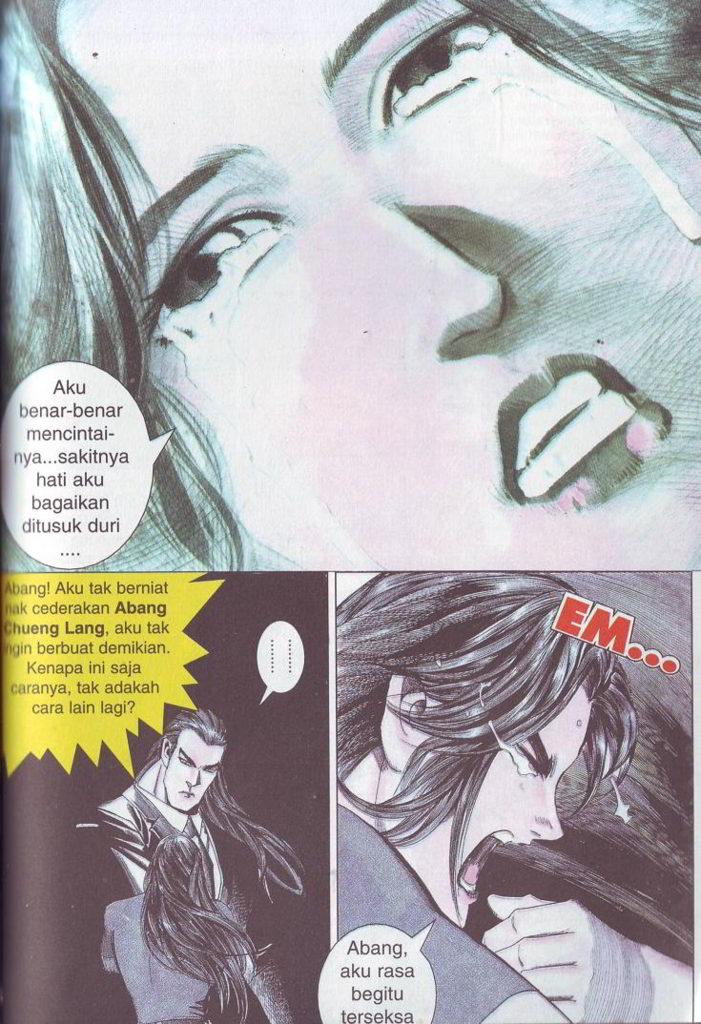 Aku
benar-benar
mencintai-
nya...sakitnya
hati aku
bagaikan
ditusuk duri
....
Abang! Aku tak berniat
nak cederakan Abang
Chueng Lang, aku tak
ingin berbuat demikian.
Kenapa ini saja
caranya, tak adakah
cara lain lagi?
EM...
Abang,
aku rasa
begitu
terseksa